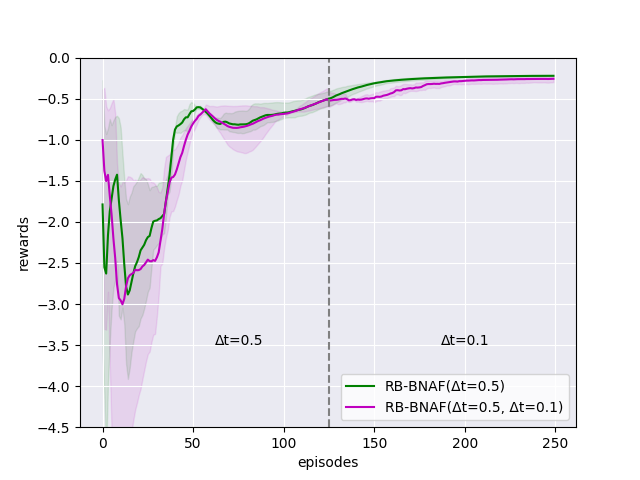 0.0
−0.5
−1.0
−1.5
−2.0
−2.5
−3.0
−3.5
−4.0
−4.5
rewards
Δt=0.5
Δt=0.1
RB-BNAF(Δt=0.5)
RB-BNAF(Δt=0.5, Δt=0.1)
0
50
100
150
200
250
episodes